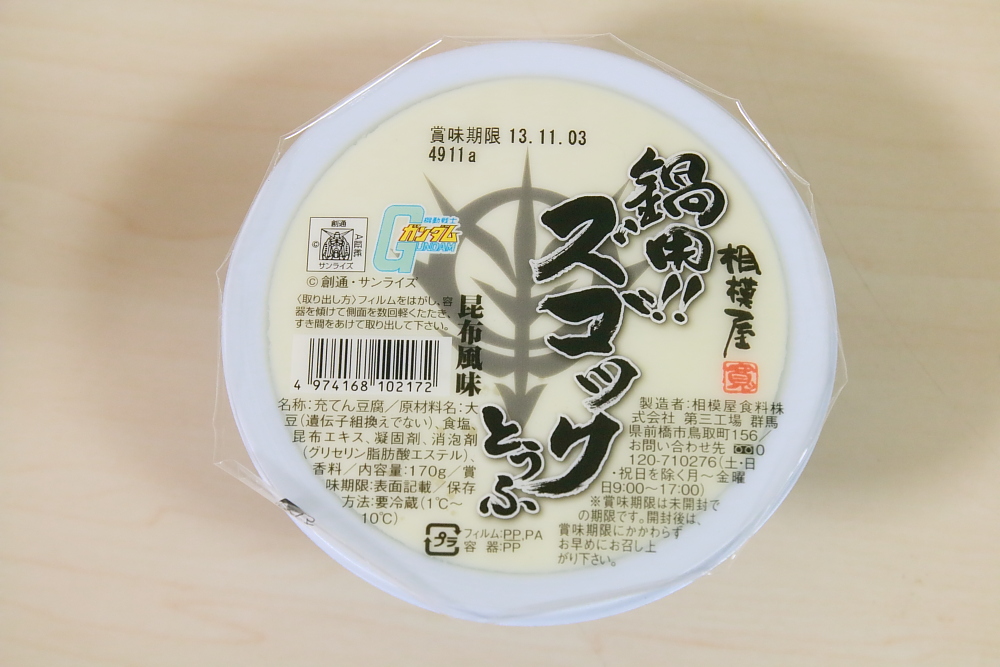 賞味期限 13.11.03
4911a
鍋用!!
ズゴックとうふ
相模屋
寛
機動戦士
ガンダム
GUNDAM
創通
サンライズ
©創通・サンライズ
〈取り出し方〉フィルムをはがし、容
器を傾けて側面を数回軽くたたき、
すき間をあけて取り出して下さい。
昆布風味
4 974168 102172
名称:充てん豆腐/原材料名:大
豆(遺伝子組換えでない)、食塩、
昆布エキス、凝固剤、消泡剤
(グリセリン脂肪酸エステル)、
香料/内容量:170g/賞
味期限:表面記載/保存
方法:要冷蔵(1℃～
10℃)
製造者:相模屋食料株
式会社 第三工場 群馬
県前橋市鳥取町156/
お問い合わせ先 0
120-710276(土・日
・祝日を除く月～金曜
日9:00～17:00)
※賞味期限は未開封で
の期限です。開封後は、
賞味期限にかかわらず
お早めにお召し上
がり下さい。
プラ
フィルム:PP,PA
容器:PP